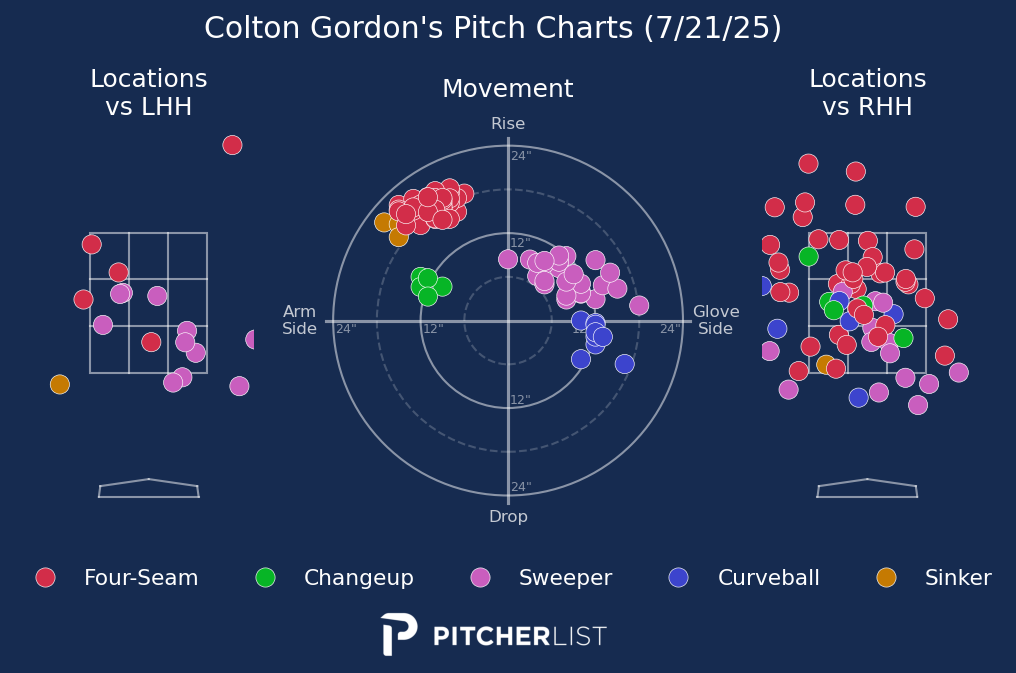 Colton Gordon's Pitch Charts (7/21/25)
Locations
vs LHH
Movement
Locations
vs RHH
Rise
24"
12"
Arm
Side
24"
12"
12"
24"
Glove
Side
12"
24"
Drop
Four-Seam
Changeup
Sweeper
Curveball
Sinker
PITCHERLIST